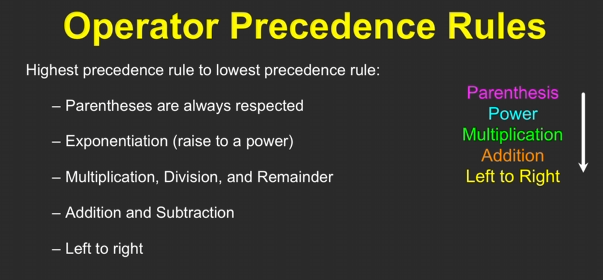 Operator Precedence Rules
Highest precedence rule to lowest precedence rule:
– Parentheses are always respected
– Exponentiation (raise to a power)
– Multiplication, Division, and Remainder
– Addition and Subtraction
– Left to right
Parenthesis
Power
Multiplication
Addition
Left to Right